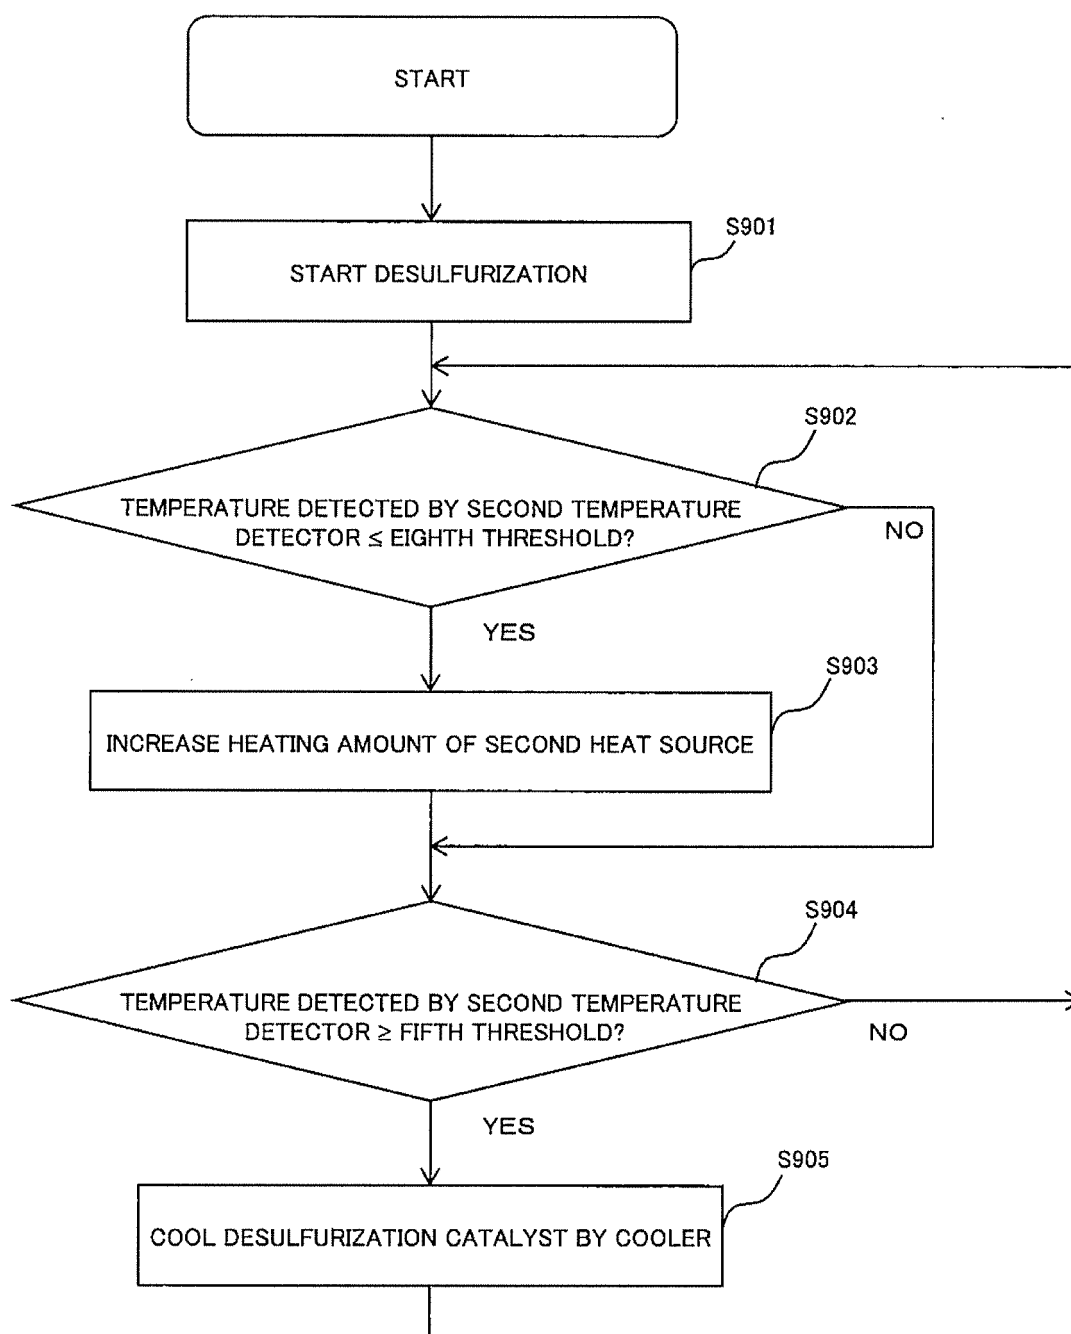 START
S901
START DESULFURIZATION
S902
TEMPERATURE DETECTED BY SECOND TEMPERATURE
DETECTOR ≤ EIGHTH THRESHOLD?
NO
YES
S903
INCREASE HEATING AMOUNT OF SECOND HEAT SOURCE
S904
TEMPERATURE DETECTED BY SECOND TEMPERATURE
DETECTOR ≥ FIFTH THRESHOLD?
NO
YES
S905
COOL DESULFURIZATION CATALYST BY COOLER